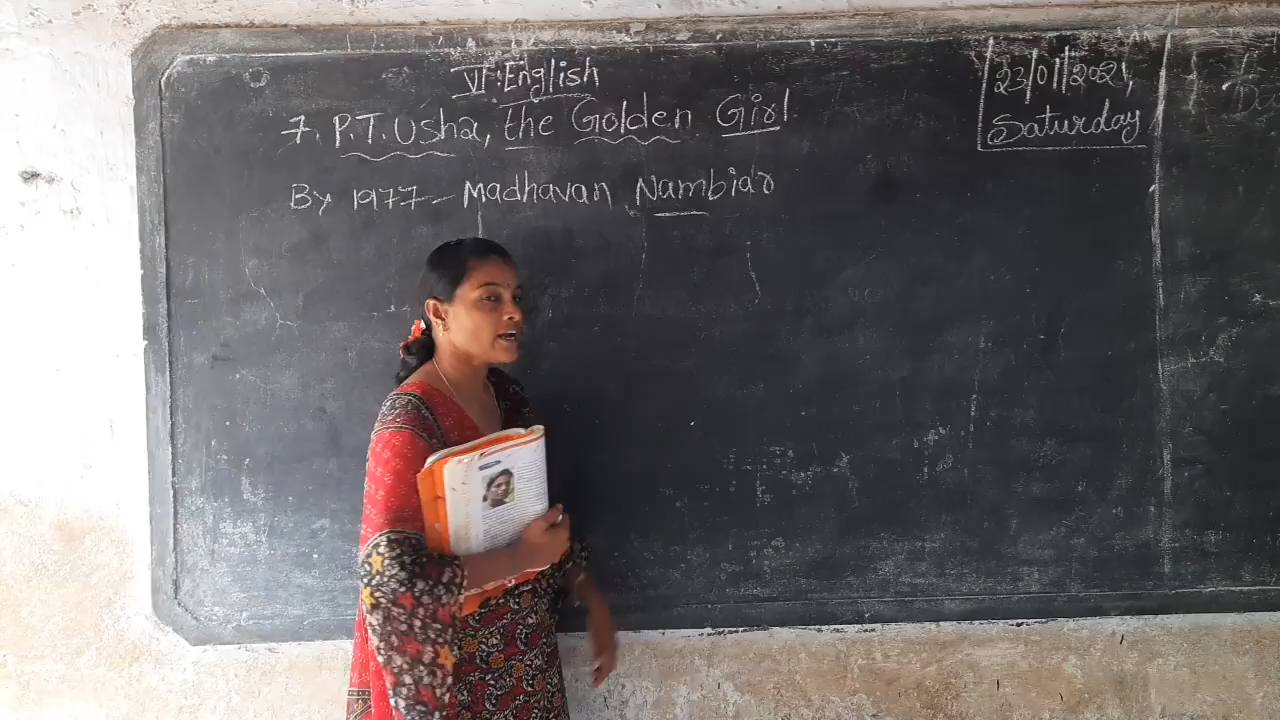 VI English
7. P.T. Usha, the Golden Girl
By 1977 - Madhavan Nambiar
23/01/2021,
Saturday